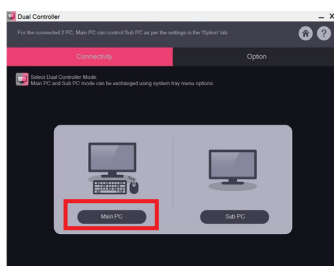 Dual Controller
For the connected 2 PC, Main PC can control Sub PC as per the settings in the 'Option' tab
Connectivity
Option
Select Dual Controller Mode.
Main PC and Sub PC mode can be exchanged using system tray menu options.
Main PC
Sub PC